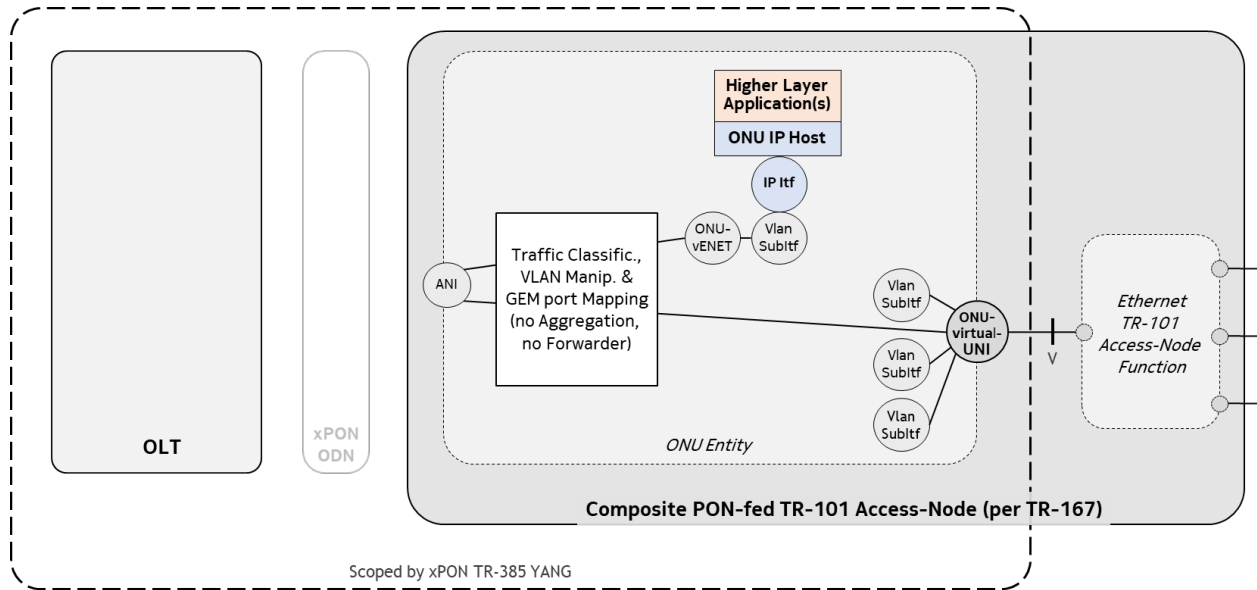 Higher Layer
Application(s)
ONU IP Host
IP Itf
ONU-
vENET
Vlan
SubItf
Traffic Classific.,
VLAN Manip. &
GEM port Mapping
(no Aggregation,
no Forwarder)
ANI
Vlan
SubItf
ONU-
virtual-
UNI
Vlan
SubItf
Vlan
SubItf
V
Ethernet
TR-101
Access-Node
Function
OLT
xPON
ODN
ONU Entity
Composite PON-fed TR-101 Access-Node (per TR-167)
Scoped by xPON TR-385 YANG